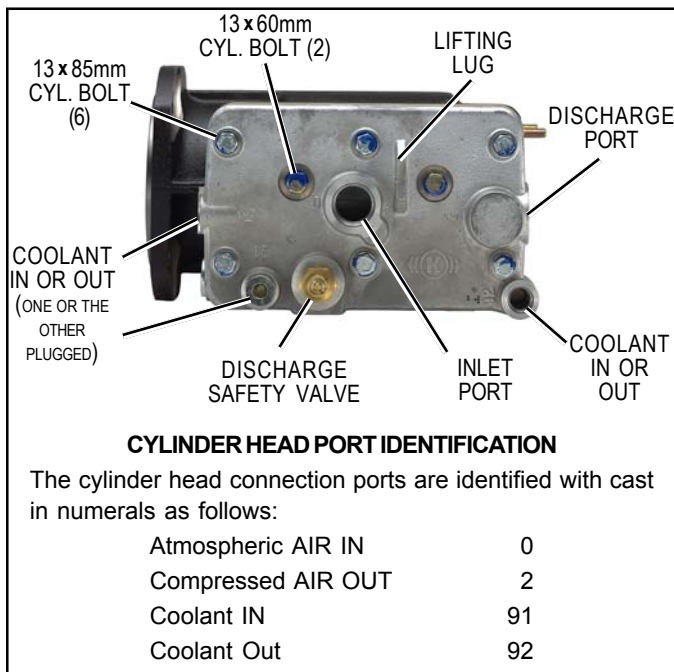 13 x 60mm
CYL. BOLT (2)
LIFTING
LUG
13 x 85mm
CYL. BOLT
(6)
DISCHARGE
PORT
COOLANT
IN OR OUT
(ONE OR THE
OTHER
PLUGGED)
DISCHARGE
SAFETY VALVE
INLET
PORT
COOLANT
IN OR
OUT
CYLINDER HEAD PORT IDENTIFICATION
The cylinder head connection ports are identified with cast
in numerals as follows:
Atmospheric AIR IN 0
Compressed AIR OUT 2
Coolant IN 91
Coolant Out 92